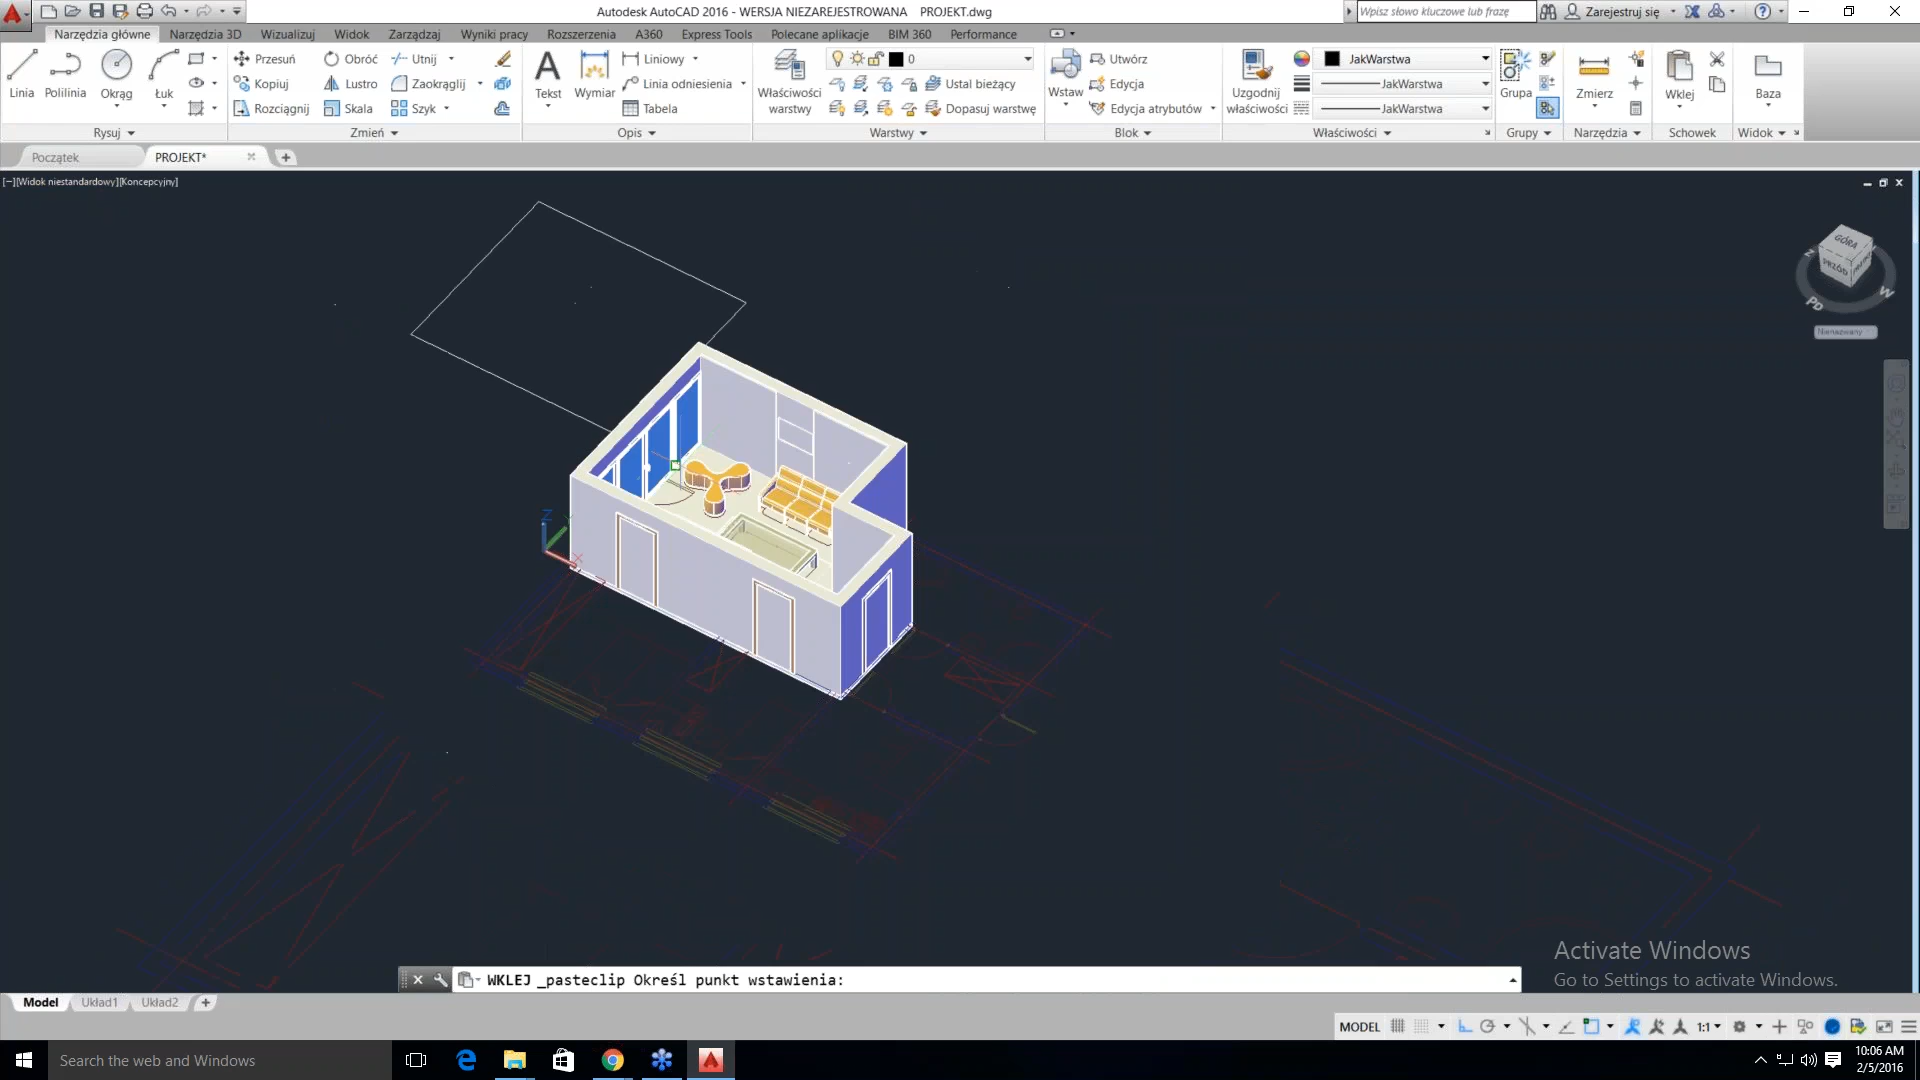 Autodesk AutoCAD 2016 - WERSJA NIEZAREJESTROWANA PROJEKT.dwg
Wpisz słowo kluczowe lub frazę
Zarejestruj się
Narzędzia główne Narzędzia 3D Wizualizuj Widok Zarządzaj Wyniki pracy Rozszerzenia A360 Express Tools Polecane aplikacje BIM 360 Performance
Linia Polilinia Okrąg Łuk
Przesuń Obróć Utnij
Kopiuj Lustro Zaokrąglij
Rozciągnij Skala Szyk
Tekst Wymiar
Liniowy
Linia odniesienia
Tabela
Właściwości
warstwy
0
Ustal bieżący
Dopasuj warstwę
Wstaw
Utwórz
Edycja
Edycja atrybutów
Uzgodnij
właściwości
JakWarstwa
JakWarstwa
JakWarstwa
Grupa
Zmierz
Wklej
Baza
Rysuj Zmień Opis Warstwy Blok Właściwości Grupy Narzędzia Schowek Widok
Początek PROJEKT*
[−][Widok niestandardowy][Koncepcyjny]
GÓRA
PRZÓD
PD
W
Nienazwany
Z
X
WKLEJ _pasteclip Określ punkt wstawienia:
Activate Windows
Go to Settings to activate Windows.
Model Układ1 Układ2
MODEL
1:1
Search the web and Windows
10:06 AM
2/5/2016